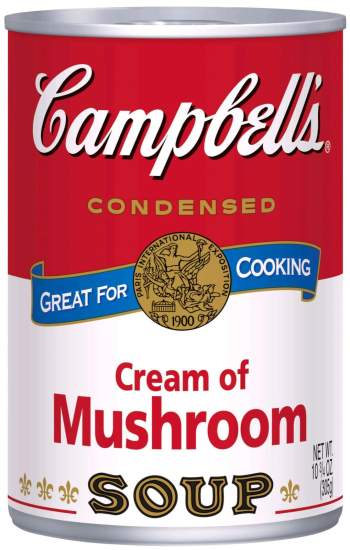 Campbell's®
CONDENSED
PARIS INTERNATIONAL EXPOSITION
1900
GREAT FOR COOKING
Cream of
Mushroom
NET WT.
10 ¾ OZ.
(305g)
SOUP